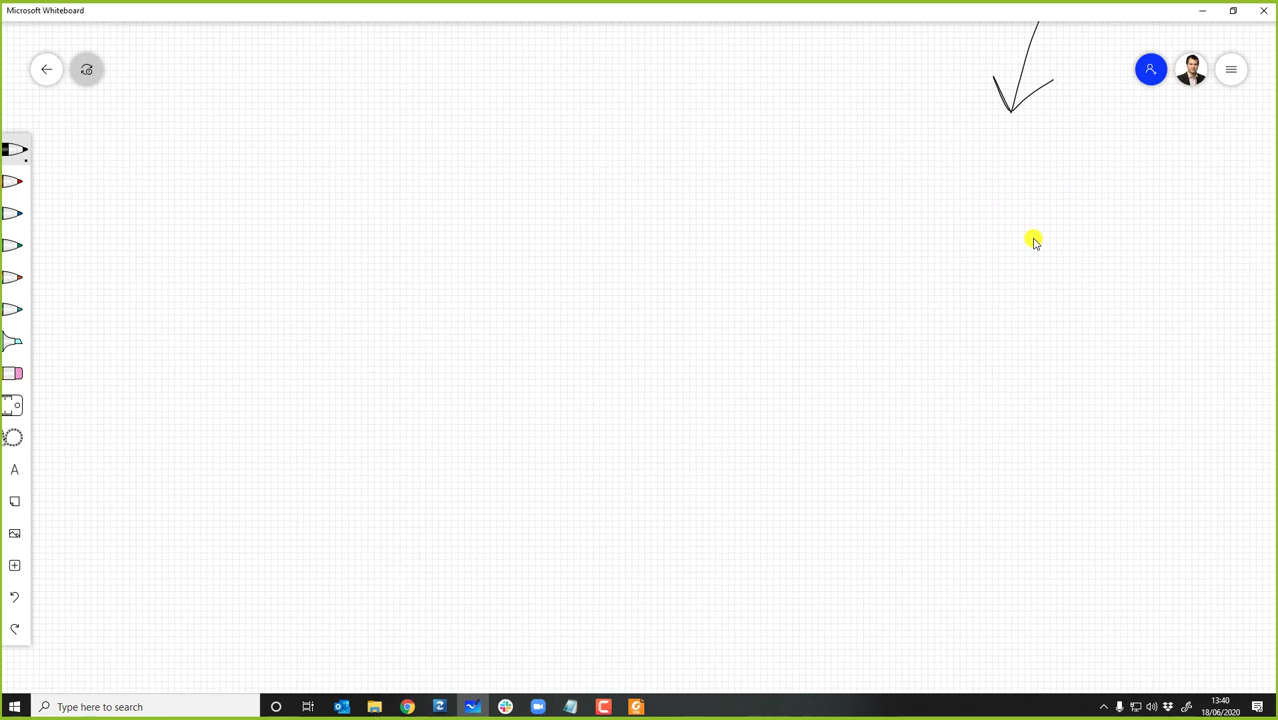 Microsoft Whiteboard
A
Type here to search
13:40
18/06/2020